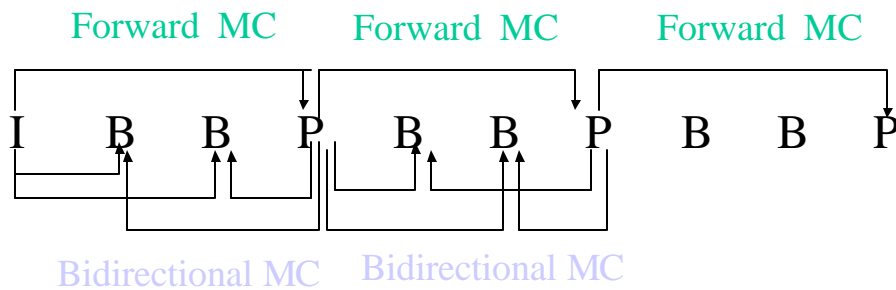 Forward MC Forward MC Forward MC
I B B P B B P B B P
Bidirectional MC Bidirectional MC